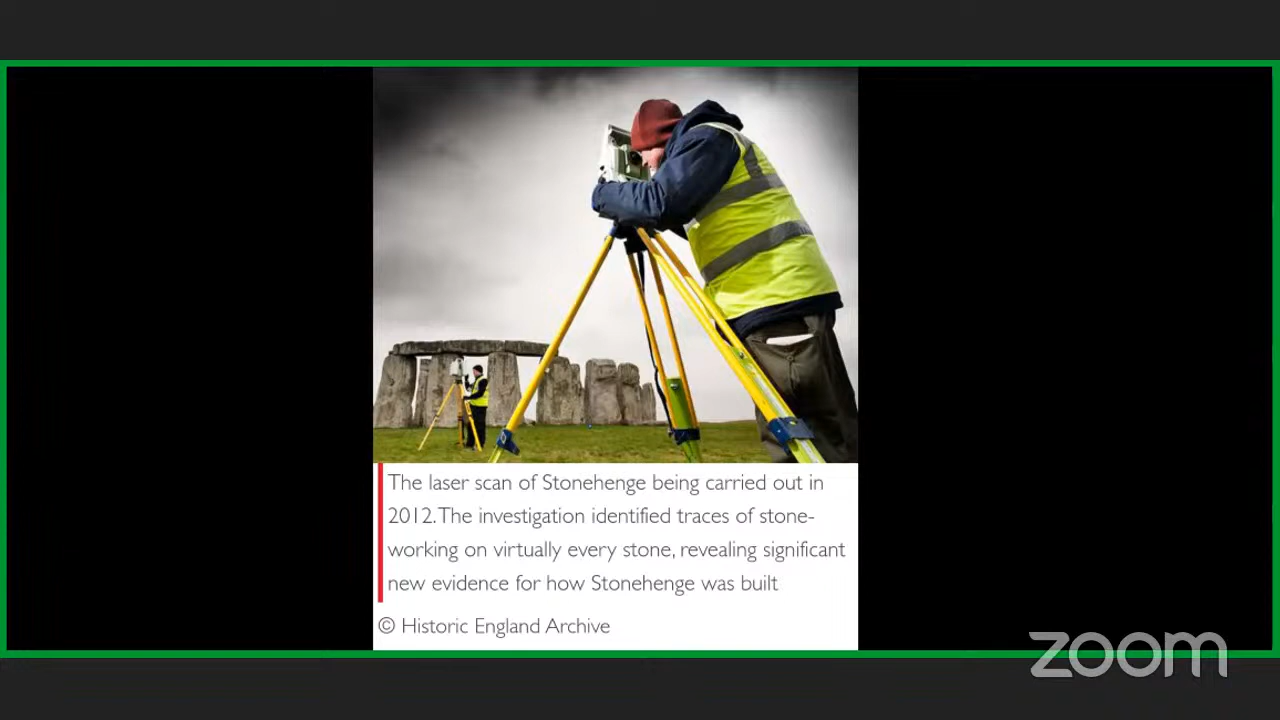 The laser scan of Stonehenge being carried out in
2012.The investigation identified traces of stone-
working on virtually every stone, revealing significant
new evidence for how Stonehenge was built
© Historic England Archive
zoom